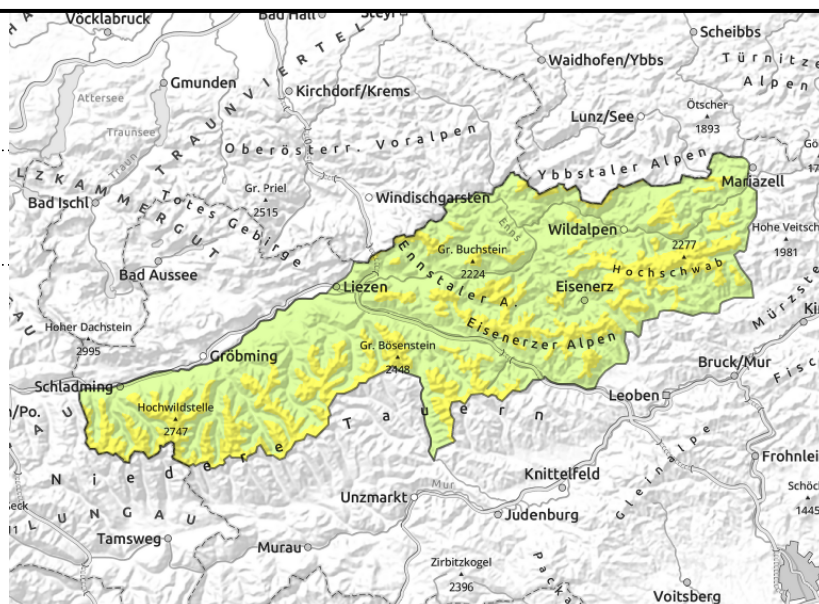 Vöcklabruck
Bad Hall
Steyr
Scheibbs
Attersee
Gmunden
Traunsee
Traun
TRAUNVIERTEL
Kirchdorf/Krems
Waidhofen/Ybbs
Türnitzer
Alpen
Lunz/See
Ötscher
1893
Oberösterr. Voralpen
Ybbstaler Alpen
Mariazell
Bad Ischl
Gr. Priel
2515
Totes Gebirge
Windischgarsten
Enns
Wildalpen
Hohe Veitsch
1981
2277
Hochschwab
Bad Aussee
Ennstaler A.
Gr. Buchstein
2224
Liezen
Eisenerz
Hoher Dachstein
2995
Gröbming
Gr. Bösenstein
2448
Eisenerzer Alpen
Bruck/Mur
Schladming
Leoben
Hochwildstelle
2747
Niedere Tauern
Frohnlei
Knittelfeld
Gleinalpe
Unzmarkt
Mur
Judenburg
LUNGAU
Tamsweg
Murau
Zirbitzkogel
2396
Packa
Voitsberg
Schöck
1445